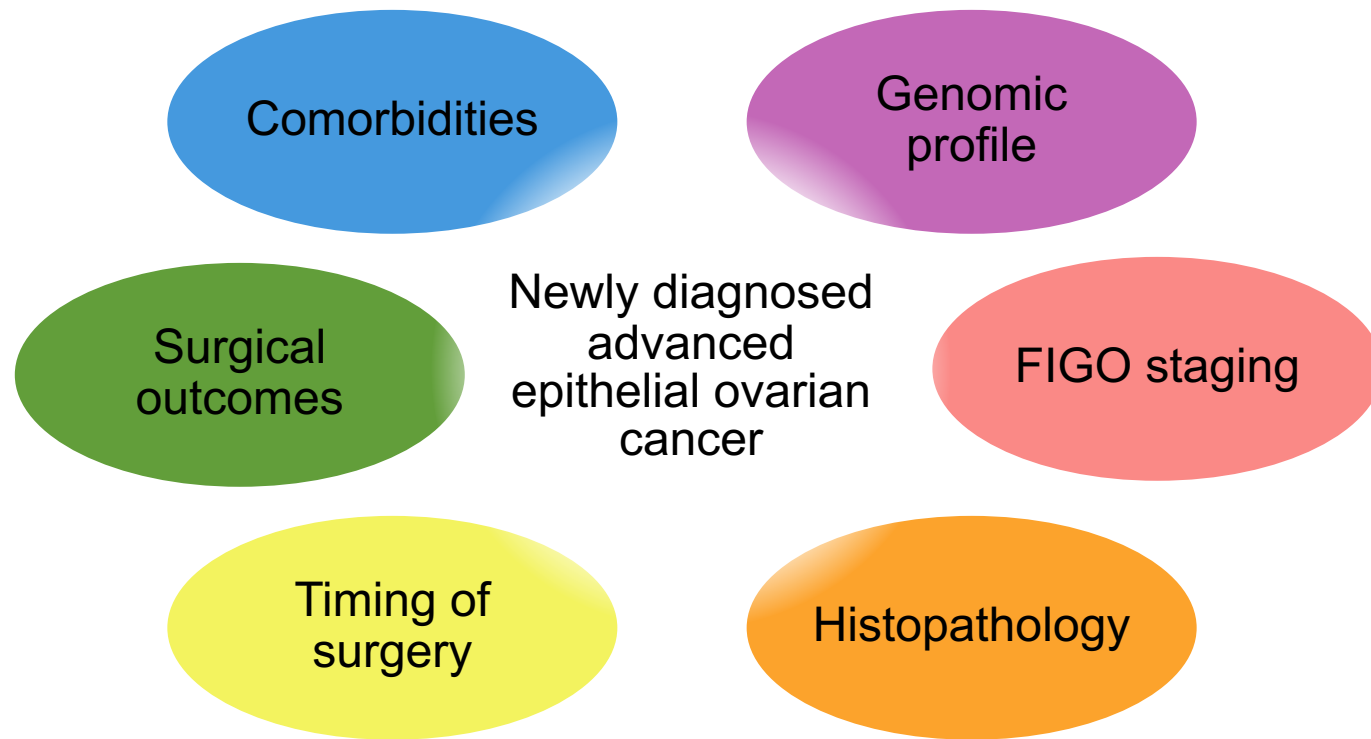 Comorbidities
Genomic
profile
Surgical
outcomes
Newly diagnosed
advanced
epithelial ovarian
cancer
FIGO staging
Timing of
surgery
Histopathology